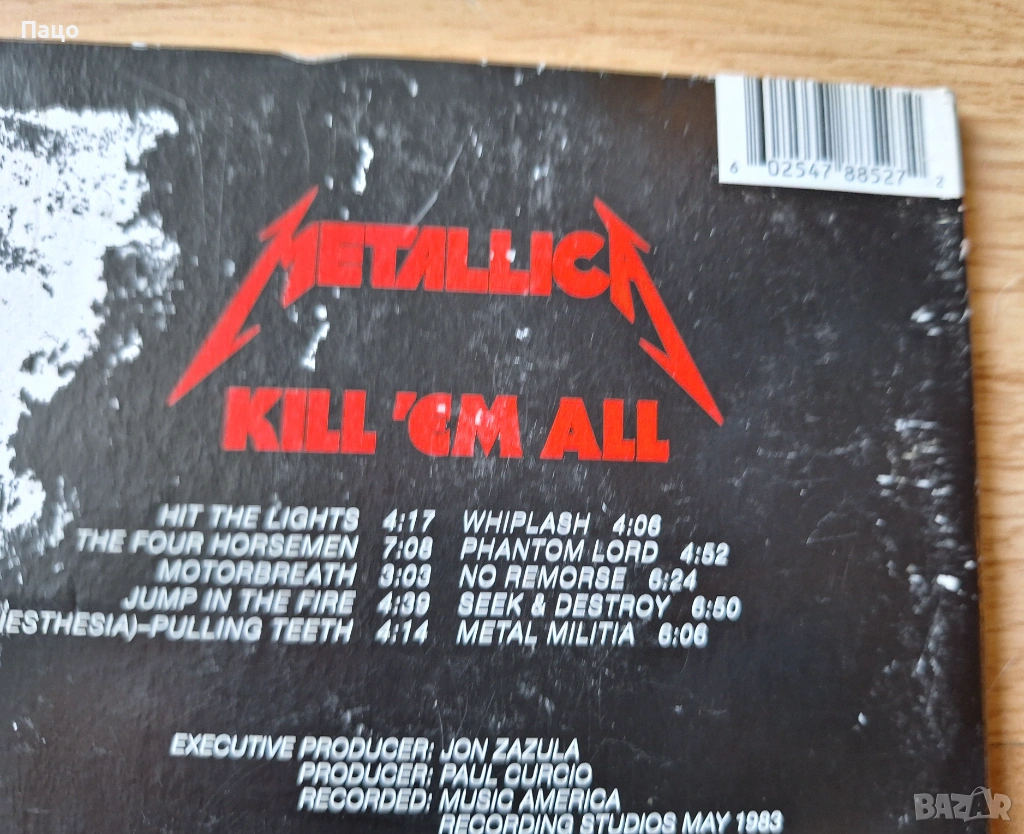 Пацо
6 02547 88527 2
METALLICA
KILL 'EM ALL
HIT THE LIGHTS 4:17 WHIPLASH 4:06
THE FOUR HORSEMEN 7:08 PHANTOM LORD 4:52
MOTORBREATH 3:03 NO REMORSE 6:24
JUMP IN THE FIRE 4:39 SEEK & DESTROY 6:50
(ESTHESIA)–PULLING TEETH 4:14 METAL MILITIA 6:06
EXECUTIVE PRODUCER: JON ZAZULA
PRODUCER: PAUL CURCIO
RECORDED: MUSIC AMERICA
RECORDING STUDIOS MAY 1983
BAZAR